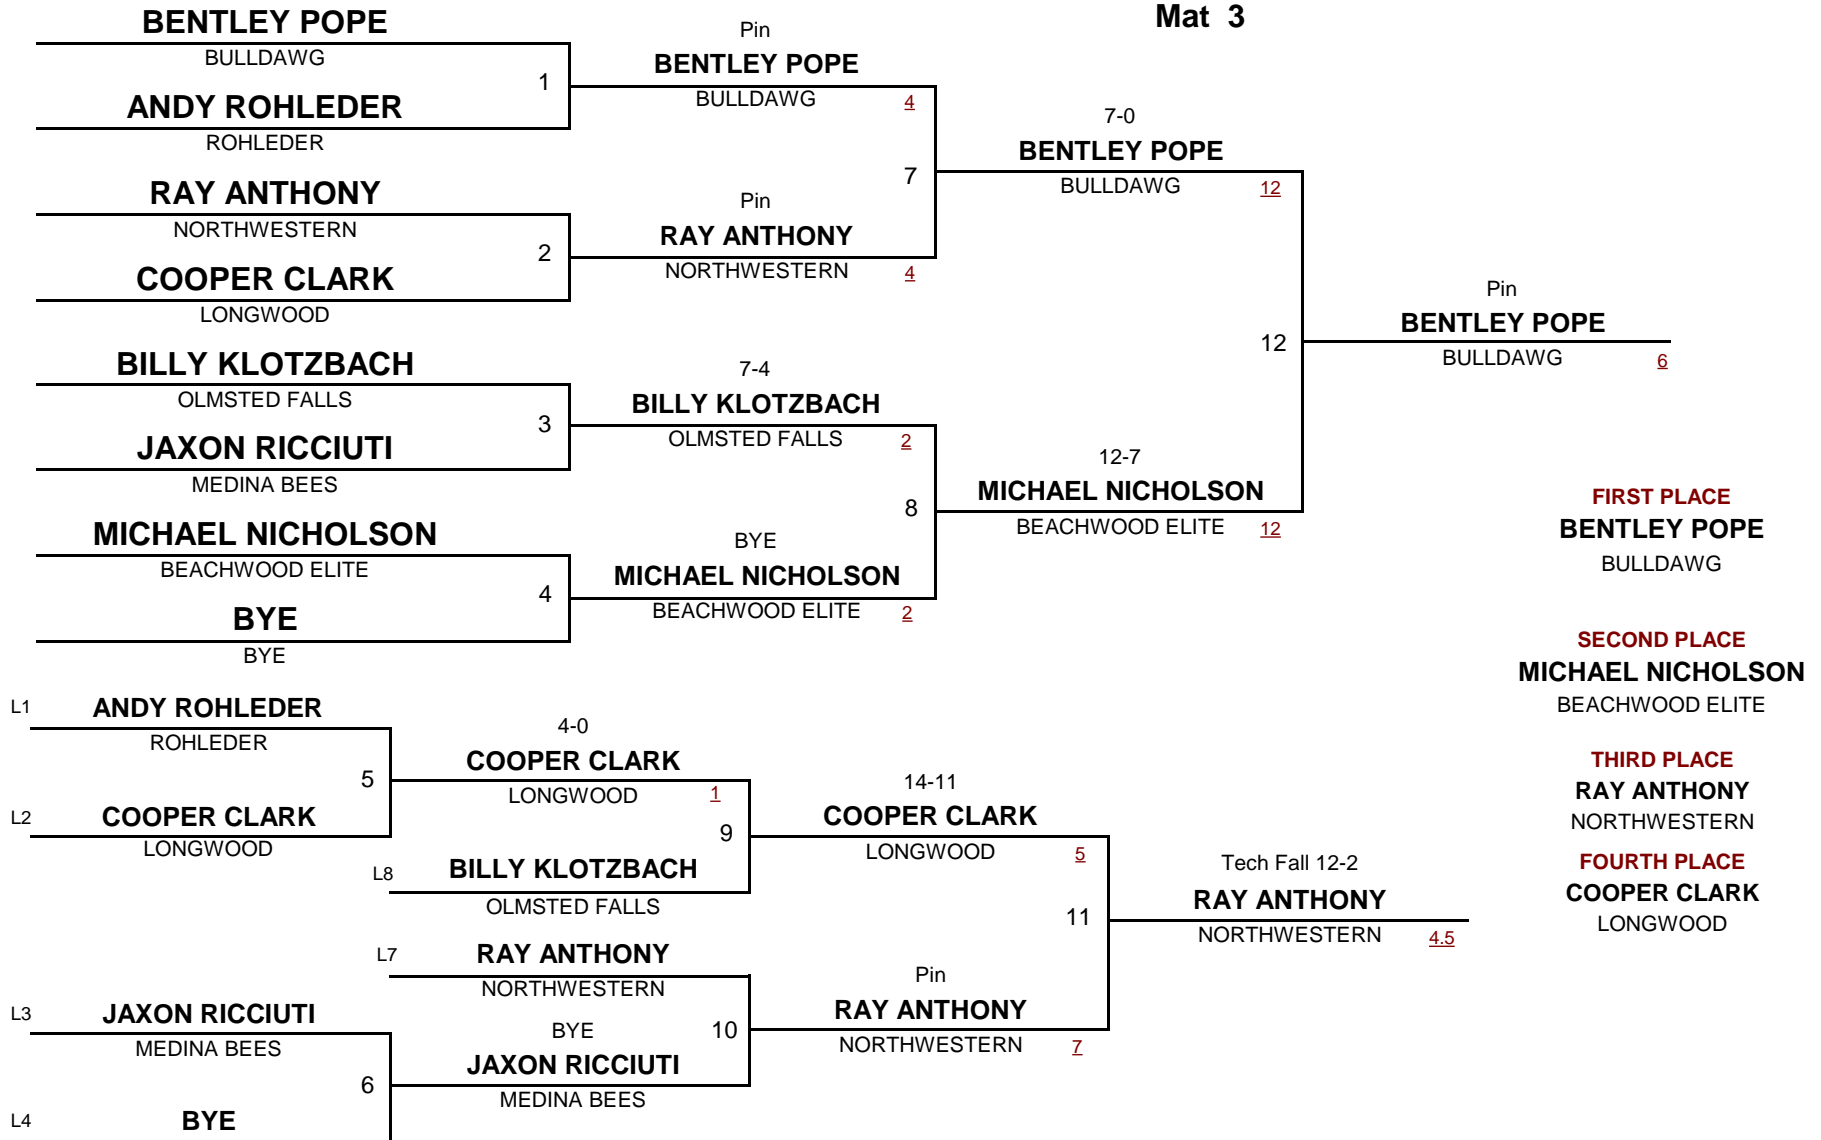 Mat 3
BENTLEY POPE
BULLDAWG
1
ANDY ROHLEDER
ROHLEDER
RAY ANTHONY
NORTHWESTERN
2
COOPER CLARK
LONGWOOD
BILLY KLOTZBACH
OLMSTED FALLS
3
JAXON RICCIUTI
MEDINA BEES
MICHAEL NICHOLSON
BEACHWOOD ELITE
4
BYE
BYE
Pin
BENTLEY POPE
BULLDAWG 4
7
Pin
RAY ANTHONY
NORTHWESTERN 4
7-4
BILLY KLOTZBACH
OLMSTED FALLS 2
8
BYE
MICHAEL NICHOLSON
BEACHWOOD ELITE 2
7-0
BENTLEY POPE
BULLDAWG 12
12
12-7
MICHAEL NICHOLSON
BEACHWOOD ELITE 12
Pin
BENTLEY POPE
BULLDAWG 6
FIRST PLACE
BENTLEY POPE
BULLDAWG
SECOND PLACE
MICHAEL NICHOLSON
BEACHWOOD ELITE
THIRD PLACE
RAY ANTHONY
NORTHWESTERN
FOURTH PLACE
COOPER CLARK
LONGWOOD
L1 ANDY ROHLEDER
ROHLEDER
5
L2 COOPER CLARK
LONGWOOD
L3 JAXON RICCIUTI
MEDINA BEES
6
L4 BYE
4-0
COOPER CLARK
LONGWOOD 1
9
L8 BILLY KLOTZBACH
OLMSTED FALLS
L7 RAY ANTHONY
NORTHWESTERN
10
BYE
JAXON RICCIUTI
MEDINA BEES
14-11
COOPER CLARK
LONGWOOD 5
11
Pin
RAY ANTHONY
NORTHWESTERN 7
Tech Fall 12-2
RAY ANTHONY
NORTHWESTERN 4.5